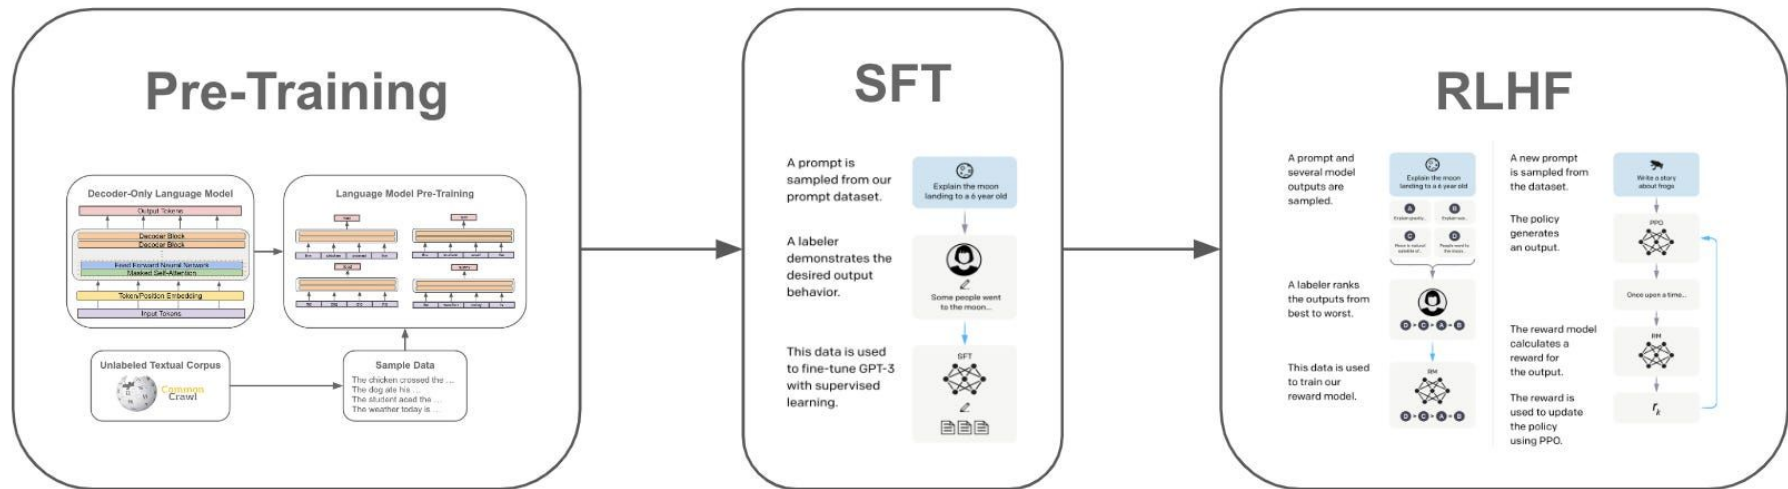 Pre-Training
Decoder-Only Language Model
Output Tokens
Decoder Block
Decoder Block
Feed Forward Neural Network
Masked Self-Attention
Token/Position Embedding
Input Tokens
Language Model Pre-Training
Unlabeled Textual Corpus
Common
Crawl
Sample Data
The chicken crossed the ...
The dog ate his ...
The student aced the ...
The weather today is ...
SFT
A prompt is
sampled from our
prompt dataset.
Explain the moon
landing to a 6 year old
A labeler
demonstrates the
desired output
behavior.
Some people went
to the moon...
This data is used
to fine-tune GPT-3
with supervised
learning.
SFT
RLHF
A prompt and
several model
outputs are
sampled.
Explain the moon
landing to a 6 year old
A
B
C
D
People went to
the moon...
A labeler ranks
the outputs from
best to worst.
D > C > A = B
This data is used
to train our
reward model.
RM
D > C > A = B
A new prompt
is sampled from
the dataset.
Write a story
about frogs
The policy
generates
an output.
PPO
Once upon a time...
The reward model
calculates a
reward for
the output.
RM
The reward is
used to update
the policy
using PPO.
rk